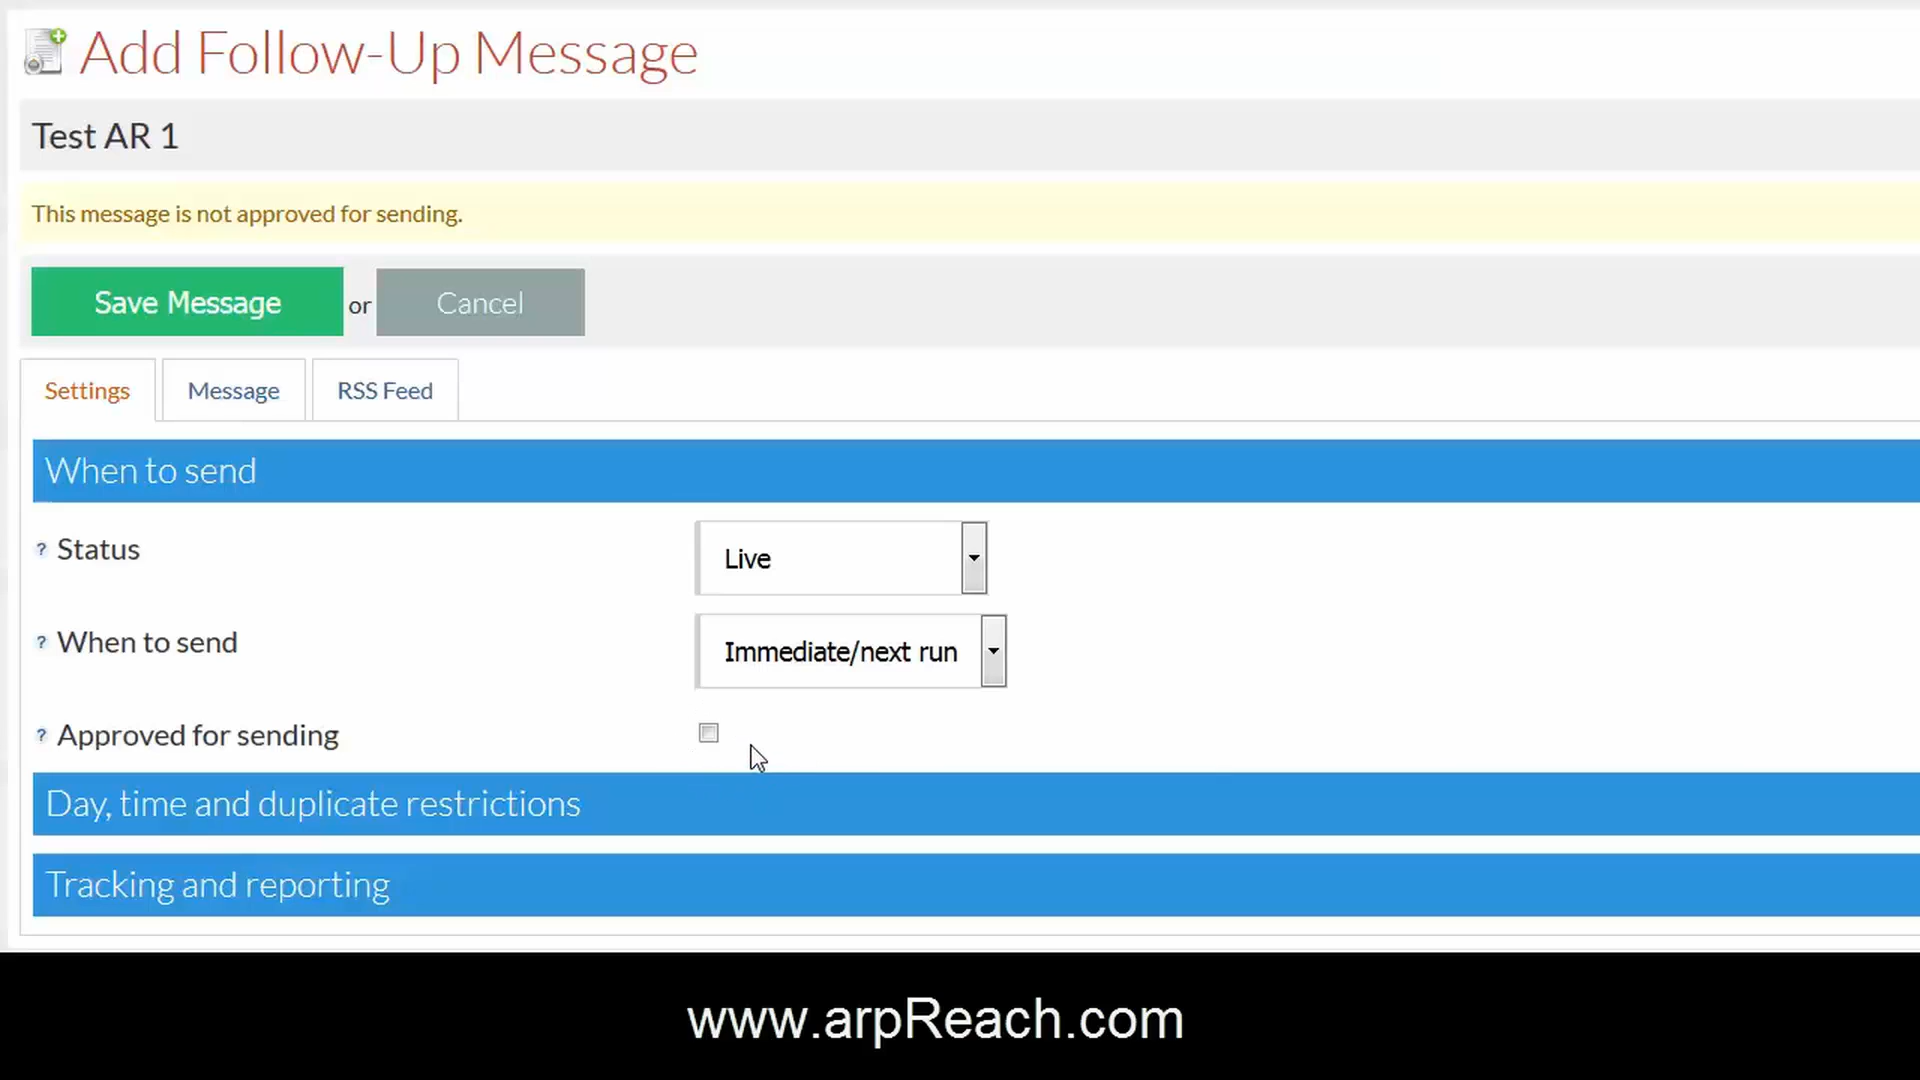 Add Follow-Up Message
Test AR 1
This message is not approved for sending.
Save Message or Cancel
Settings Message RSS Feed
When to send
? Status Live
? When to send Immediate/next run
? Approved for sending
Day, time and duplicate restrictions
Tracking and reporting
www.arpReach.com